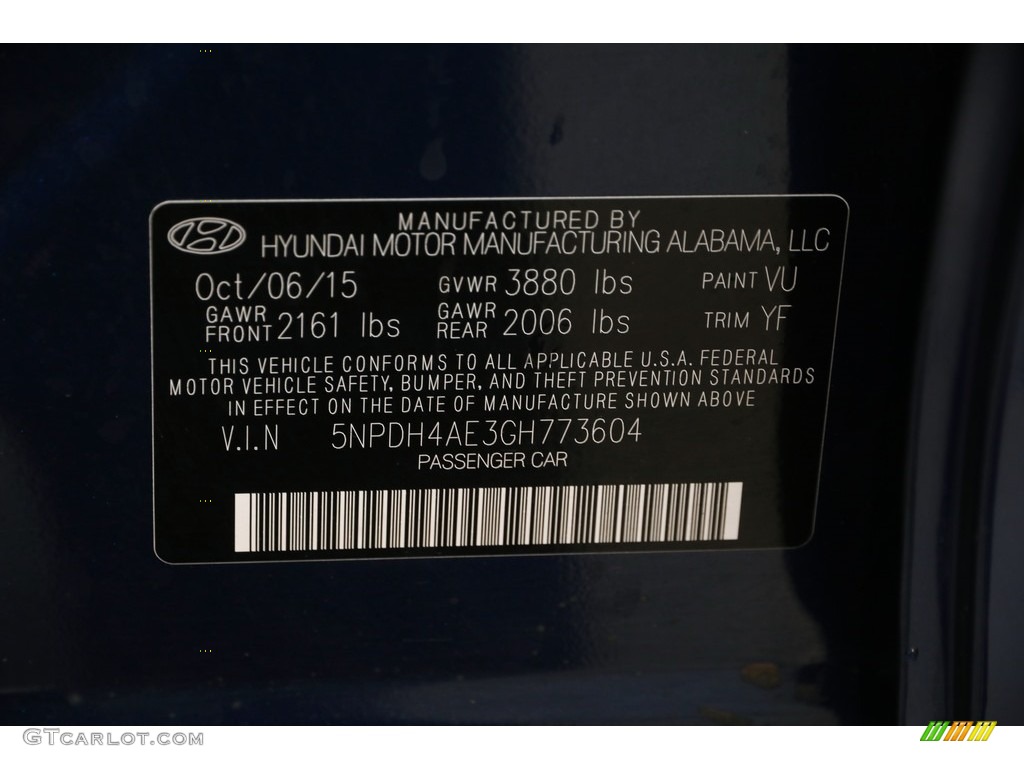 MANUFACTURED BY
HYUNDAI MOTOR MANUFACTURING ALABAMA, LLC
Oct/06/15 GVWR 3880 lbs PAINT VU
GAWR FRONT 2161 lbs GAWR REAR 2006 lbs TRIM YF
THIS VEHICLE CONFORMS TO ALL APPLICABLE U.S.A. FEDERAL
MOTOR VEHICLE SAFETY, BUMPER, AND THEFT PREVENTION STANDARDS
IN EFFECT ON THE DATE OF MANUFACTURE SHOWN ABOVE
V.I.N 5NPDH4AE3GH773604
PASSENGER CAR
GTCARLOT.COM